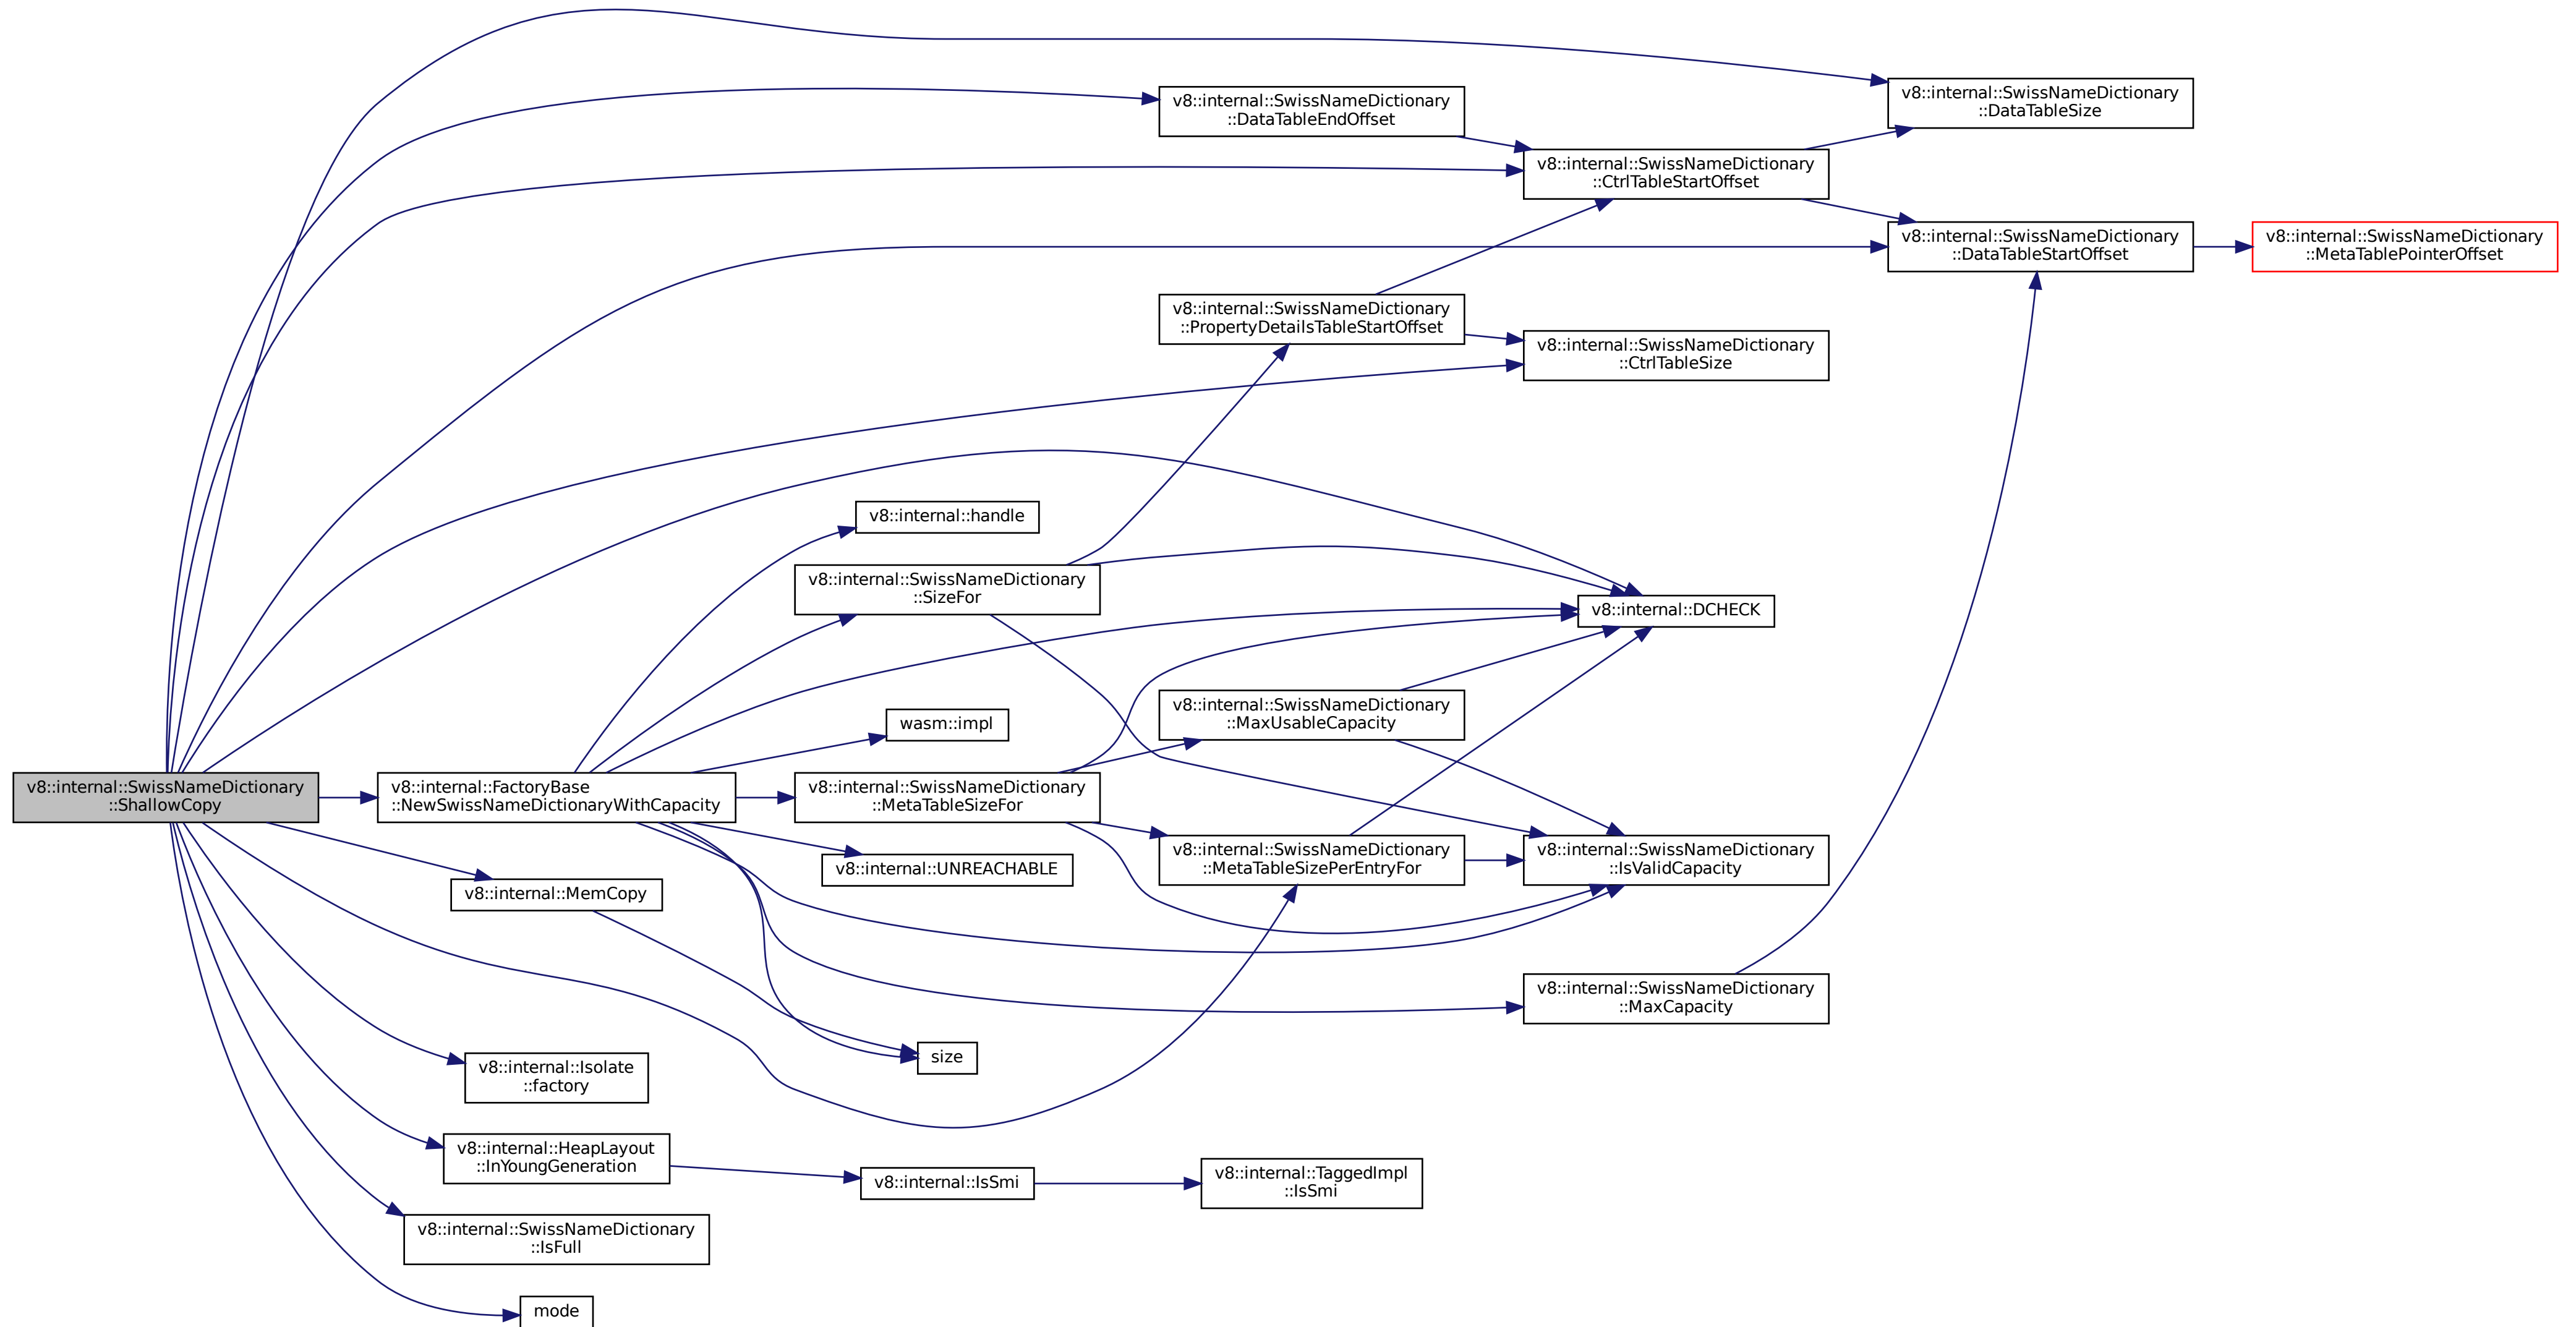 v8::internal::SwissNameDictionary
::DataTableSize
v8::internal::SwissNameDictionary
::DataTableEndOffset
v8::internal::SwissNameDictionary
::CtrlTableStartOffset
v8::internal::SwissNameDictionary
::DataTableStartOffset
v8::internal::SwissNameDictionary
::MetaTablePointerOffset
v8::internal::SwissNameDictionary
::PropertyDetailsTableStartOffset
v8::internal::SwissNameDictionary
::CtrlTableSize
v8::internal::handle
v8::internal::SwissNameDictionary
::SizeFor
v8::internal::DCHECK
v8::internal::SwissNameDictionary
::MaxUsableCapacity
wasm::impl
v8::internal::SwissNameDictionary
::ShallowCopy
v8::internal::FactoryBase
::NewSwissNameDictionaryWithCapacity
v8::internal::SwissNameDictionary
::MetaTableSizeFor
v8::internal::SwissNameDictionary
::MetaTableSizePerEntryFor
v8::internal::SwissNameDictionary
::IsValidCapacity
v8::internal::UNREACHABLE
v8::internal::MemCopy
v8::internal::SwissNameDictionary
::MaxCapacity
size
v8::internal::Isolate
::factory
v8::internal::HeapLayout
::InYoungGeneration
v8::internal::IsSmi
v8::internal::TaggedImpl
::IsSmi
v8::internal::SwissNameDictionary
::IsFull
mode